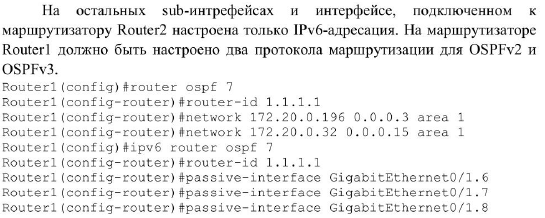 На остальных sub-интрефейсах и интерфейсе, подключенном к
маршрутизатору Router2 настроена только IPv6-адресация. На маршрутизаторе
Router1 должно быть настроено два протокола маршрутизации для OSPFv2 и
OSPFv3.
Router1(config)#router ospf 7
Router1(config-router)#router-id 1.1.1.1
Router1(config-router)#network 172.20.0.196 0.0.0.3 area 1
Router1(config-router)#network 172.20.0.32 0.0.0.15 area 1
Router1(config-router)#ipv6 router ospf 7
Router1(config-router)#router-id 1.1.1.1
Router1(config-router)#passive-interface GigabitEthernet0/1.6
Router1(config-router)#passive-interface GigabitEthernet0/1.7
Router1(config-router)#passive-interface GigabitEthernet0/1.8